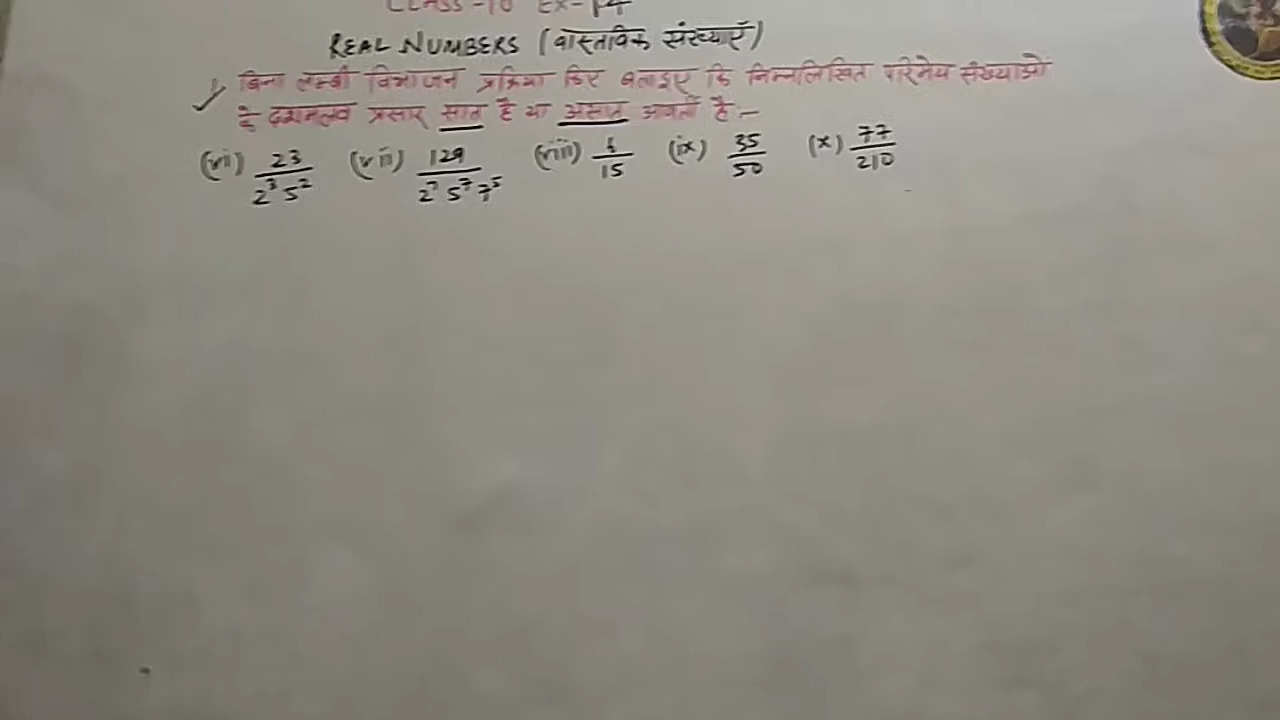 CLASS-10 EX-1.4
REAL NUMBERS (वास्तविक संख्याएँ)
1. बिना लम्बी विभाजन प्रक्रिया किए बताइए कि निम्नलिखित परिमेय संख्याओं
के दशमलव प्रसार सांत है या असांत आवर्ती है :-
(vi) 23/2³5² (vii) 129/2²5⁷7⁵ (viii) 6/15 (ix) 35/50 (x) 77/210